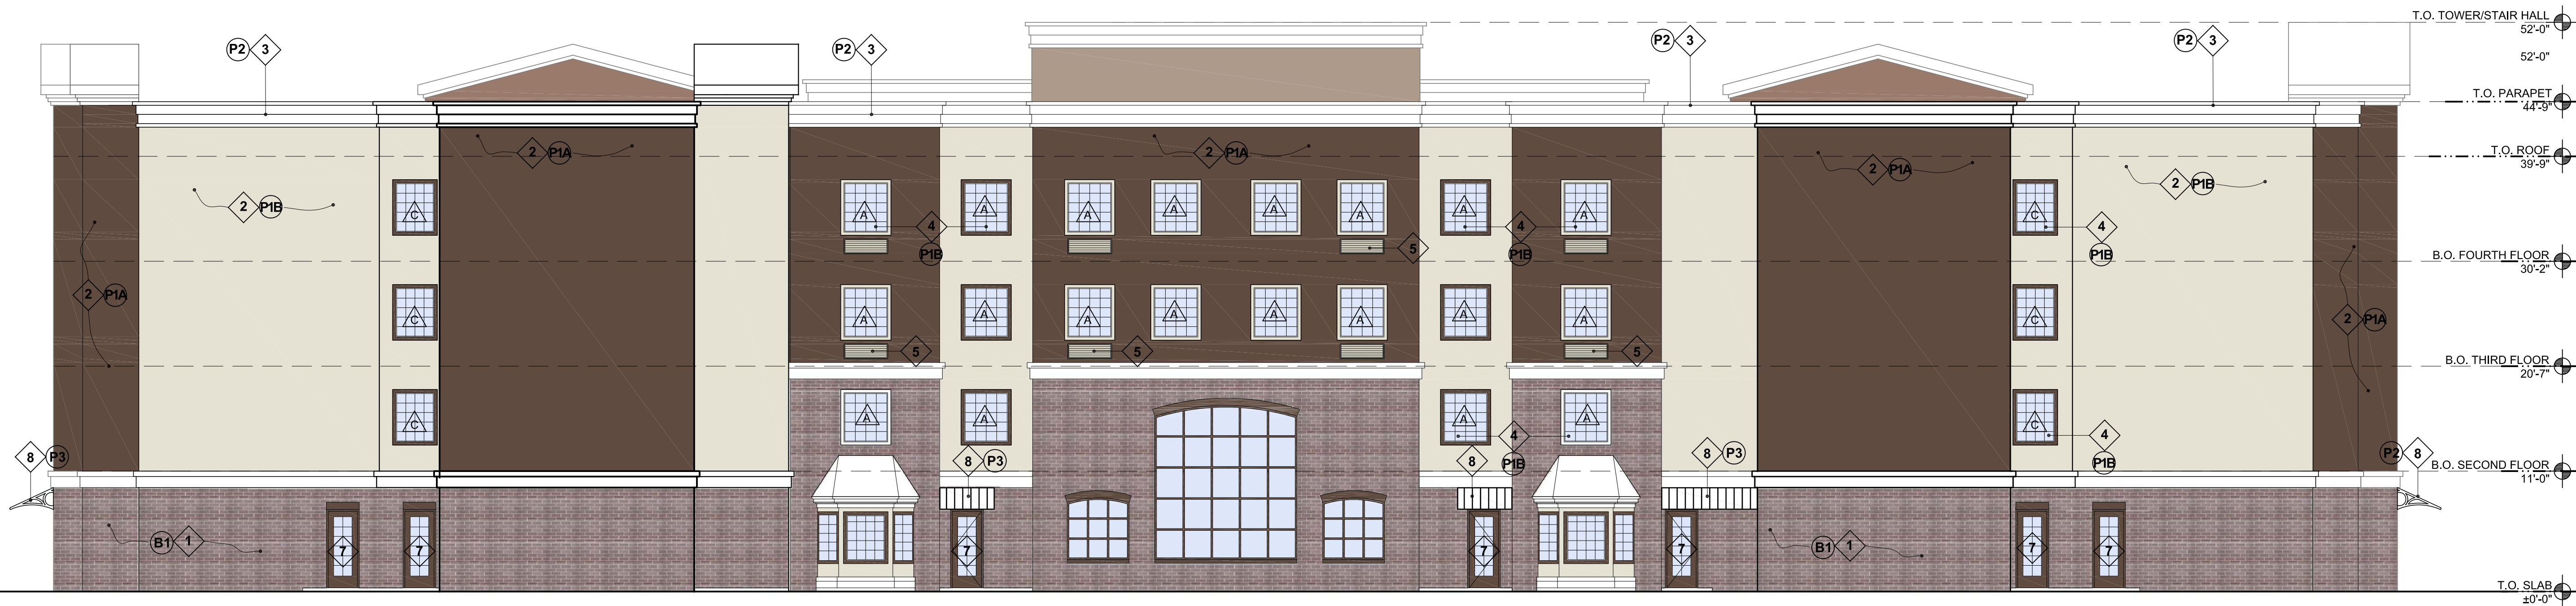 T.O. TOWER/STAIR HALL
52'-0"
52'-0"
P2 3
P2 3
P2 3
P2 3
T.O. PARAPET
44'-9"
2 P1A
2 P1A
2 P1A
T.O. ROOF
39'-9"
2 P1B
2 P1B
C
A
A
A
A
A
A
A
A
C
4
P1B
4
P1B
4
P1B
5
B.O. FOURTH FLOOR
30'-2"
2 P1A
2 P1A
C
A
A
A
A
A
A
A
A
C
5
5
5
B.O. THIRD FLOOR
20'-7"
C
A
A
A
A
C
4
P1B
4
P1B
8 P3
8 P3
8
8 P3
P2 8
B.O. SECOND FLOOR
11'-0"
B1 1
B1 1
7
7
7
7
7
7
7
T.O. SLAB
±0'-0"